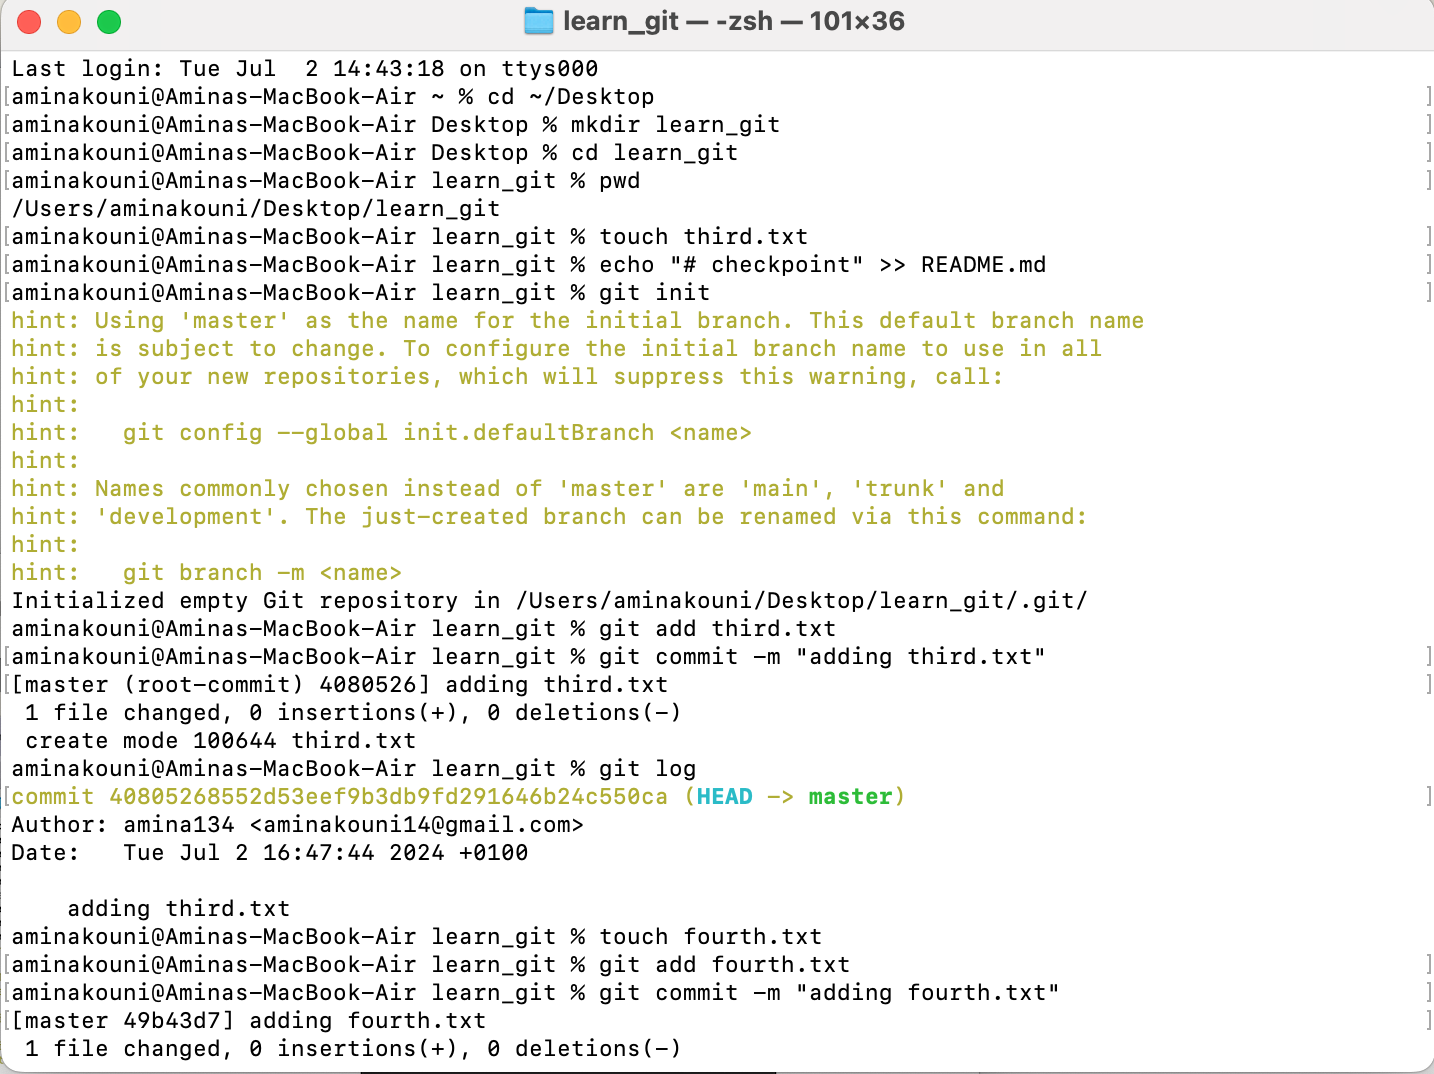 learn_git — -zsh — 101×36
Last login: Tue Jul  2 14:43:18 on ttys000
[aminakouni@Aminas-MacBook-Air ~ % cd ~/Desktop ]
[aminakouni@Aminas-MacBook-Air Desktop % mkdir learn_git ]
[aminakouni@Aminas-MacBook-Air Desktop % cd learn_git ]
[aminakouni@Aminas-MacBook-Air learn_git % pwd ]
/Users/aminakouni/Desktop/learn_git
[aminakouni@Aminas-MacBook-Air learn_git % touch third.txt ]
[aminakouni@Aminas-MacBook-Air learn_git % echo "# checkpoint" >> README.md ]
[aminakouni@Aminas-MacBook-Air learn_git % git init ]
hint: Using 'master' as the name for the initial branch. This default branch name
hint: is subject to change. To configure the initial branch name to use in all
hint: of your new repositories, which will suppress this warning, call:
hint:
hint:   git config --global init.defaultBranch <name>
hint:
hint: Names commonly chosen instead of 'master' are 'main', 'trunk' and
hint: 'development'. The just-created branch can be renamed via this command:
hint:
hint:   git branch -m <name>
Initialized empty Git repository in /Users/aminakouni/Desktop/learn_git/.git/
aminakouni@Aminas-MacBook-Air learn_git % git add third.txt
[aminakouni@Aminas-MacBook-Air learn_git % git commit -m "adding third.txt" ]
[[master (root-commit) 4080526] adding third.txt ]
 1 file changed, 0 insertions(+), 0 deletions(-)
 create mode 100644 third.txt
aminakouni@Aminas-MacBook-Air learn_git % git log
[commit 40805268552d53eef9b3db9fd291646b24c550ca (HEAD -> master) ]
Author: amina134 <aminakouni14@gmail.com>
Date:   Tue Jul 2 16:47:44 2024 +0100
    adding third.txt
aminakouni@Aminas-MacBook-Air learn_git % touch fourth.txt
[aminakouni@Aminas-MacBook-Air learn_git % git add fourth.txt ]
[aminakouni@Aminas-MacBook-Air learn_git % git commit -m "adding fourth.txt" ]
[[master 49b43d7] adding fourth.txt ]
 1 file changed, 0 insertions(+), 0 deletions(-)